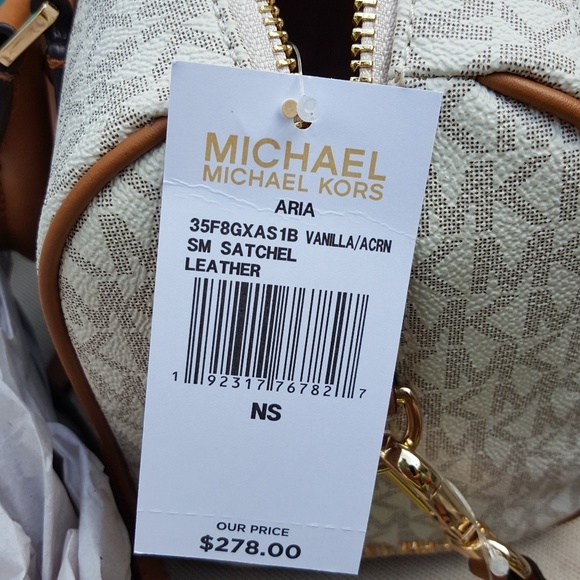 MICHAEL
MICHAEL KORS
ARIA
35F8GXAS1B VANILLA/ACRN
SM SATCHEL
LEATHER
1 92317 76782 7
NS
OUR PRICE
$278.00